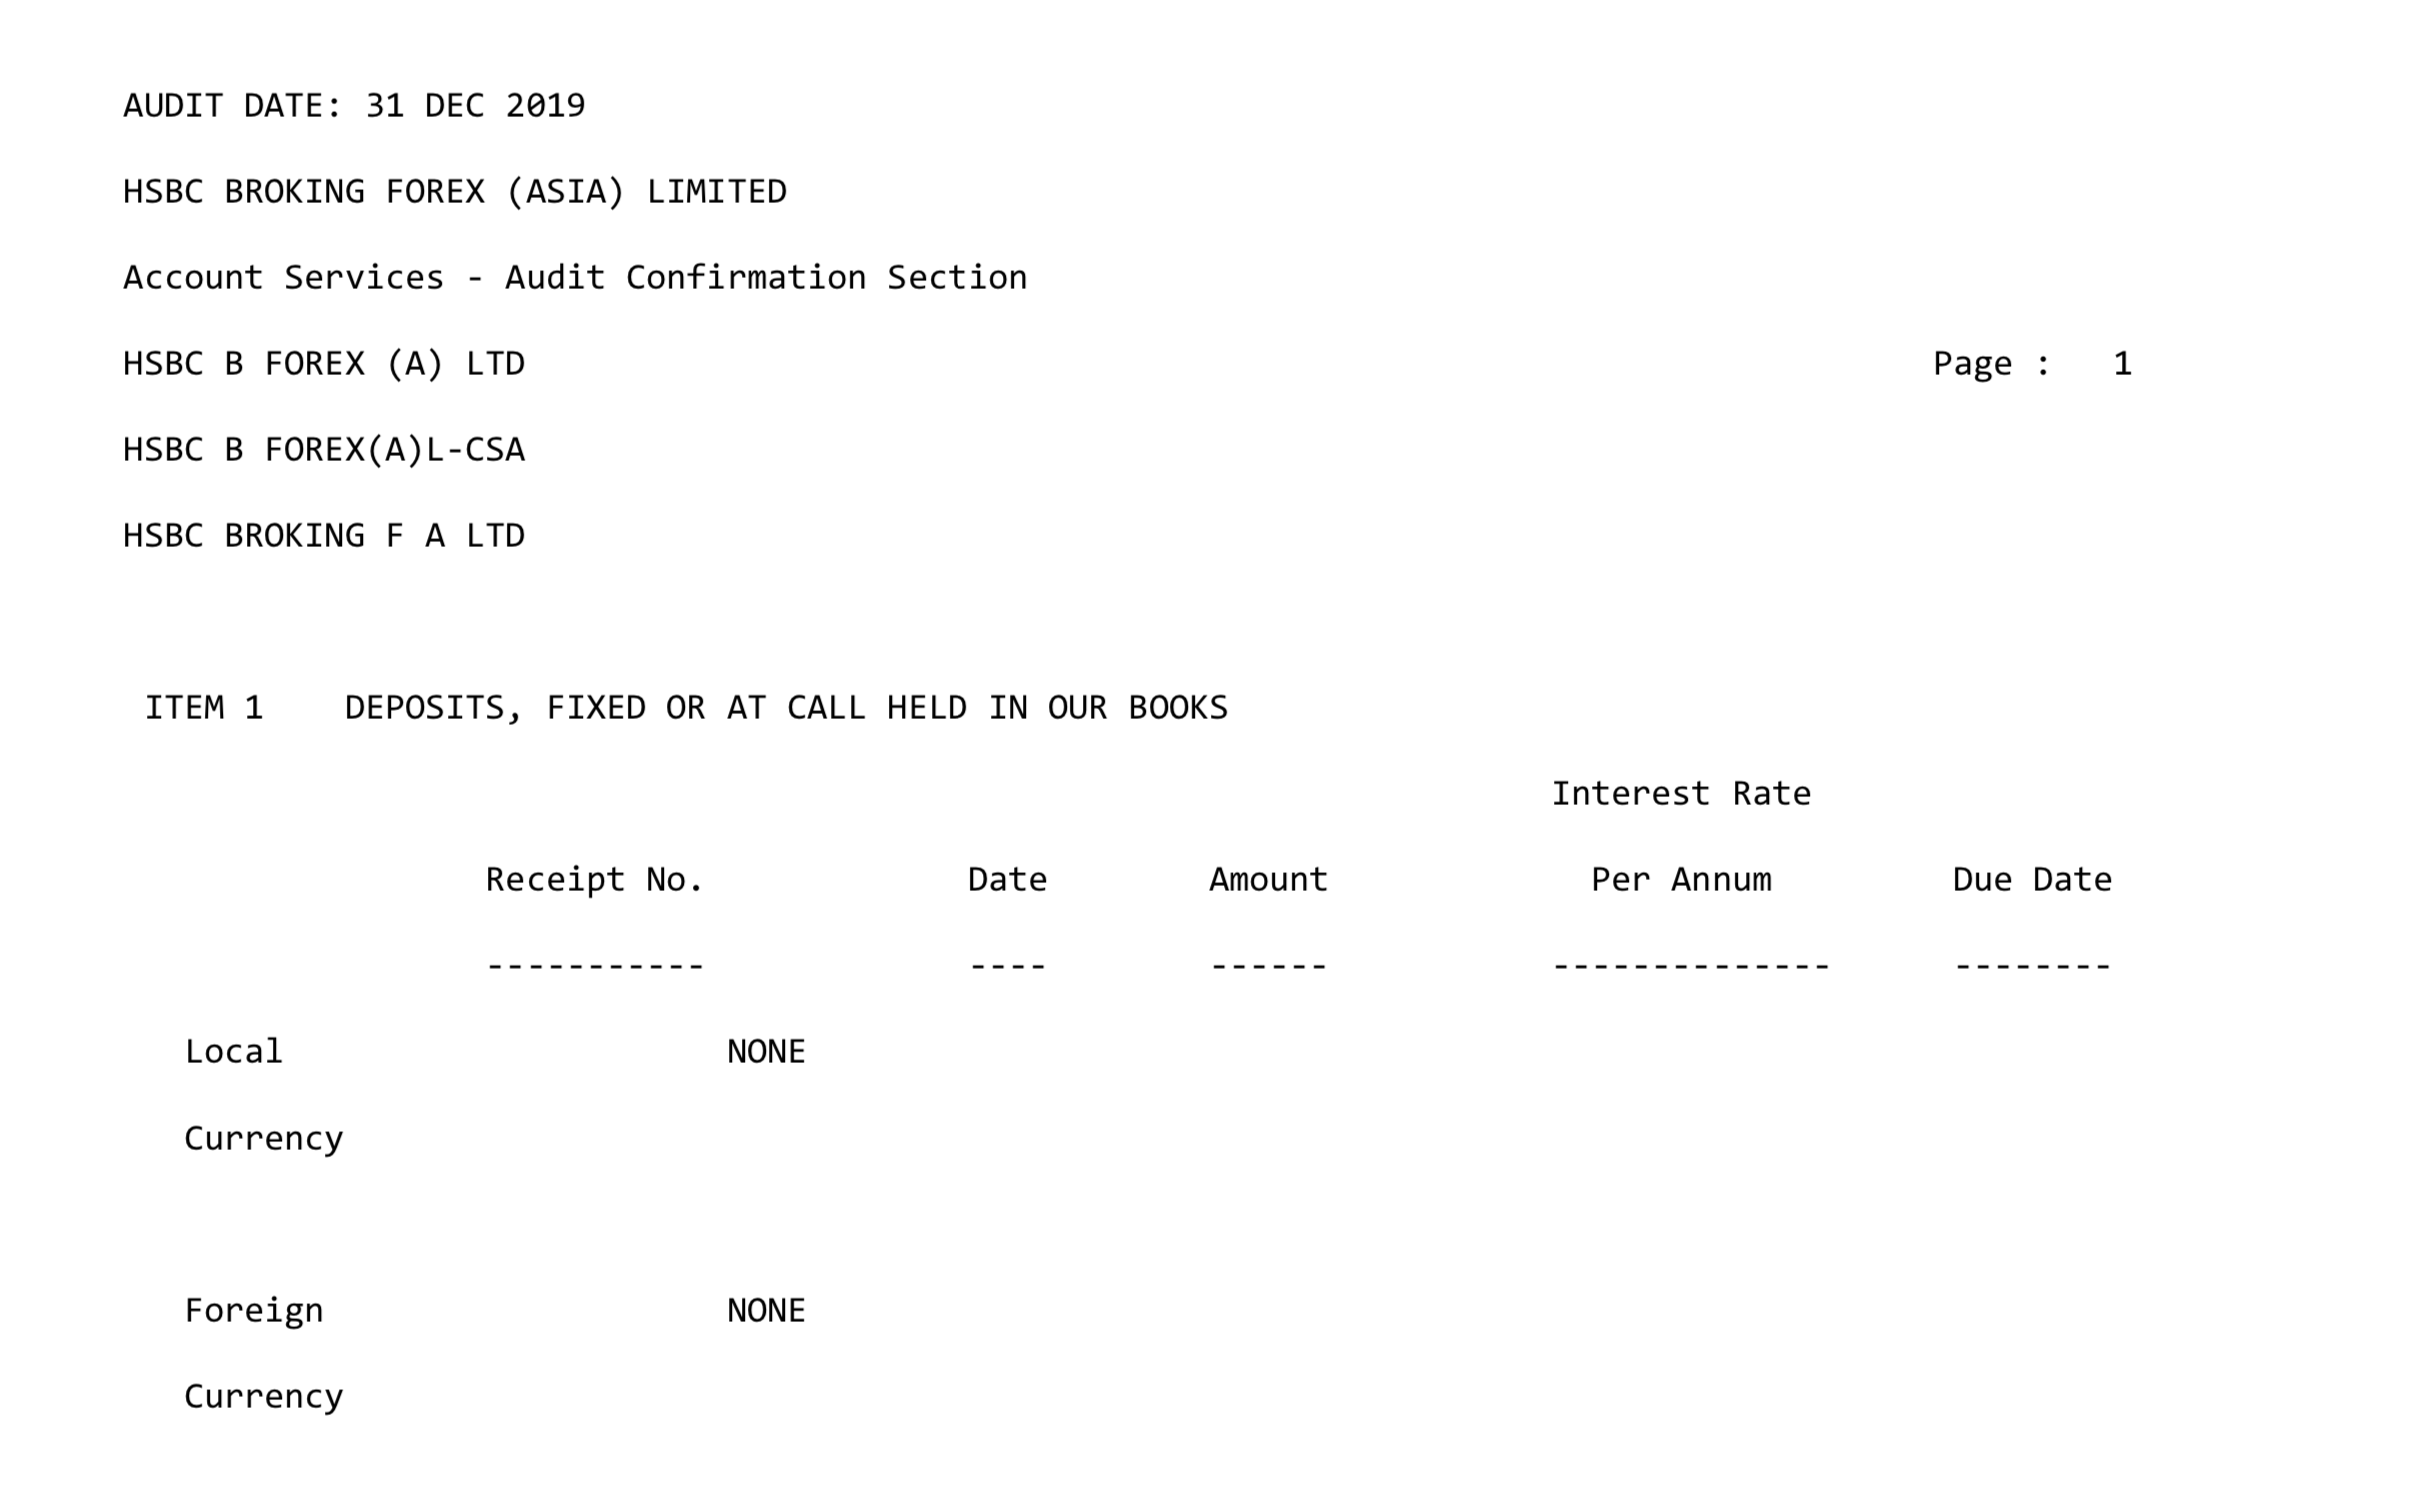 AUDIT DATE: 31 DEC 2019
HSBC BROKING FOREX (ASIA) LIMITED
Account Services - Audit Confirmation Section
HSBC B FOREX (A) LTD Page : 1
HSBC B FOREX(A)L-CSA
HSBC BROKING F A LTD
ITEM 1 DEPOSITS, FIXED OR AT CALL HELD IN OUR BOOKS
Interest Rate
Receipt No. Date Amount Per Annum Due Date
----------- ---- ------ -------------- --------
Local NONE
Currency
Foreign NONE
Currency